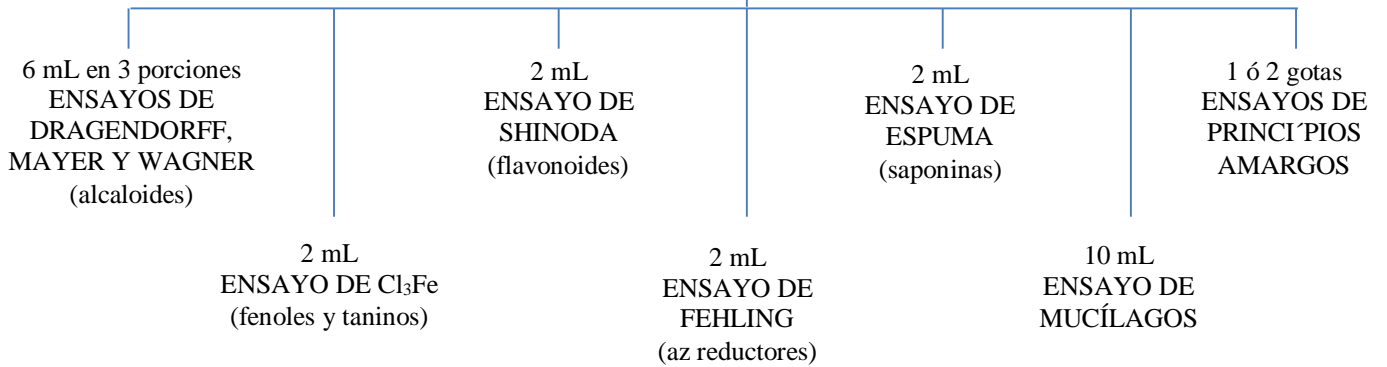 6 mL en 3 porciones
ENSAYOS DE
DRAGENDORFF,
MAYER Y WAGNER
(alcaloides)
2 mL
ENSAYO DE Cl₃Fe
(fenoles y taninos)
2 mL
ENSAYO DE
SHINODA
(flavonoides)
2 mL
ENSAYO DE
FEHLING
(az reductores)
2 mL
ENSAYO DE
ESPUMA
(saponinas)
10 mL
ENSAYO DE
MUCÍLAGOS
1 ó 2 gotas
ENSAYOS DE
PRINCI´PIOS
AMARGOS